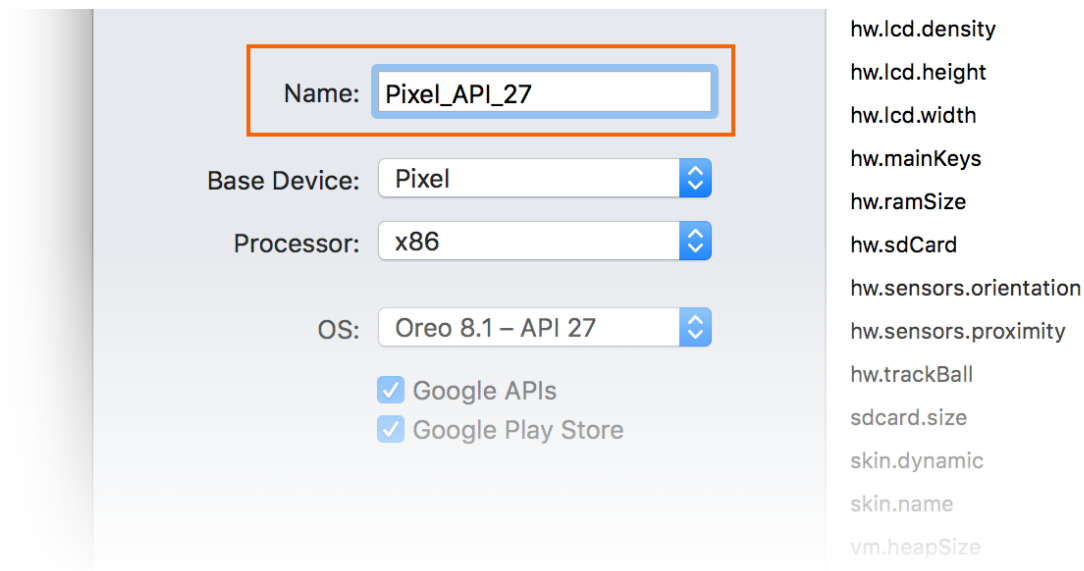 Name: Pixel_API_27
Base Device: Pixel
Processor: x86
OS: Oreo 8.1 – API 27
Google APIs
Google Play Store
hw.lcd.density
hw.lcd.height
hw.lcd.width
hw.mainKeys
hw.ramSize
hw.sdCard
hw.sensors.orientation
hw.sensors.proximity
hw.trackBall
sdcard.size
skin.dynamic
skin.name
vm.heapSize